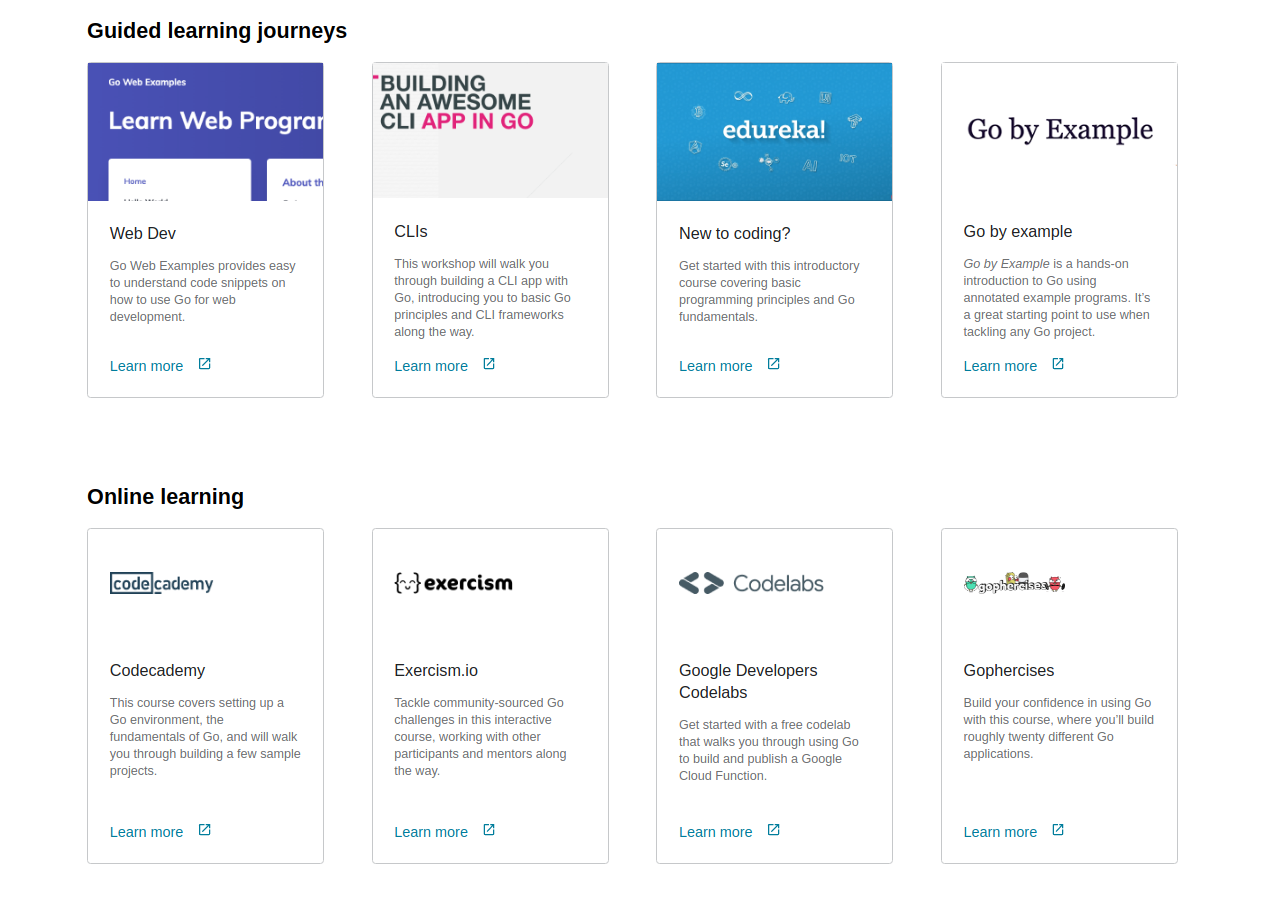 Guided learning journeys
Go Web Examples
Learn Web Program
Home
About th
BUILDING
AN AWESOME
CLI APP IN GO
edureka!
Se
AI
IOT
Go by Example
Web Dev
Go Web Examples provides easy
to understand code snippets on
how to use Go for web
development.
Learn more
CLIs
This workshop will walk you
through building a CLI app with
Go, introducing you to basic Go
principles and CLI frameworks
along the way.
Learn more
New to coding?
Get started with this introductory
course covering basic
programming principles and Go
fundamentals.
Learn more
Go by example
Go by Example is a hands-on
introduction to Go using
annotated example programs. It's
a great starting point to use when
tackling any Go project.
Learn more
Online learning
codecademy
Codecademy
This course covers setting up a
Go environment, the
fundamentals of Go, and will walk
you through building a few sample
projects.
Learn more
exercism
Exercism.io
Tackle community-sourced Go
challenges in this interactive
course, working with other
participants and mentors along
the way.
Learn more
Codelabs
Google Developers
Codelabs
Get started with a free codelab
that walks you through using Go
to build and publish a Google
Cloud Function.
Learn more
gophercises
Gophercises
Build your confidence in using Go
with this course, where you'll build
roughly twenty different Go
applications.
Learn more